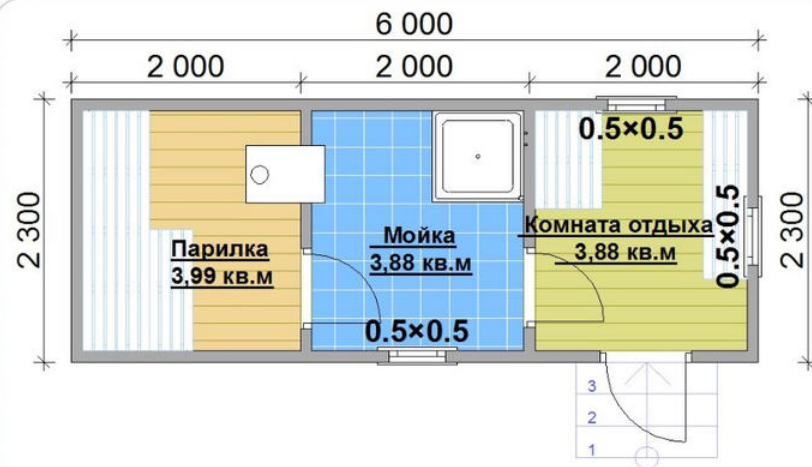 6 000
2 000
2 000
2 000
0.5×0.5
2 300
Парилка
3,99 кв.м
Мойка
3,88 кв.м
Комната отдыха
3,88 кв.м
0.5×0.5
2 300
0.5×0.5
3
2
1